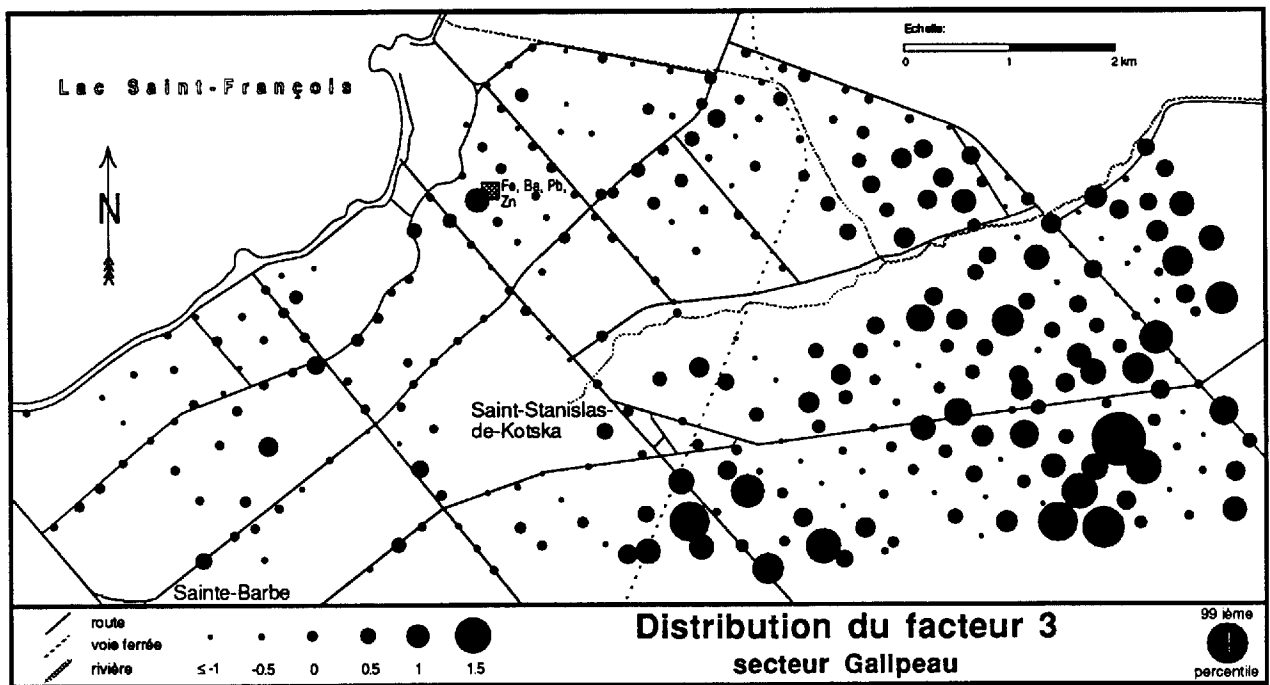 Echelle:
0 1 2 km
Lac Saint-François
N
Fe, Ba, Pb,
Zn
Saint-Stanislas-
de-Kotska
Sainte-Barbe
route
voie ferrée
rivière
≤ -1 -0.5 0 0.5 1 1.5
Distribution du facteur 3
secteur Galipeau
99 ième
percentile